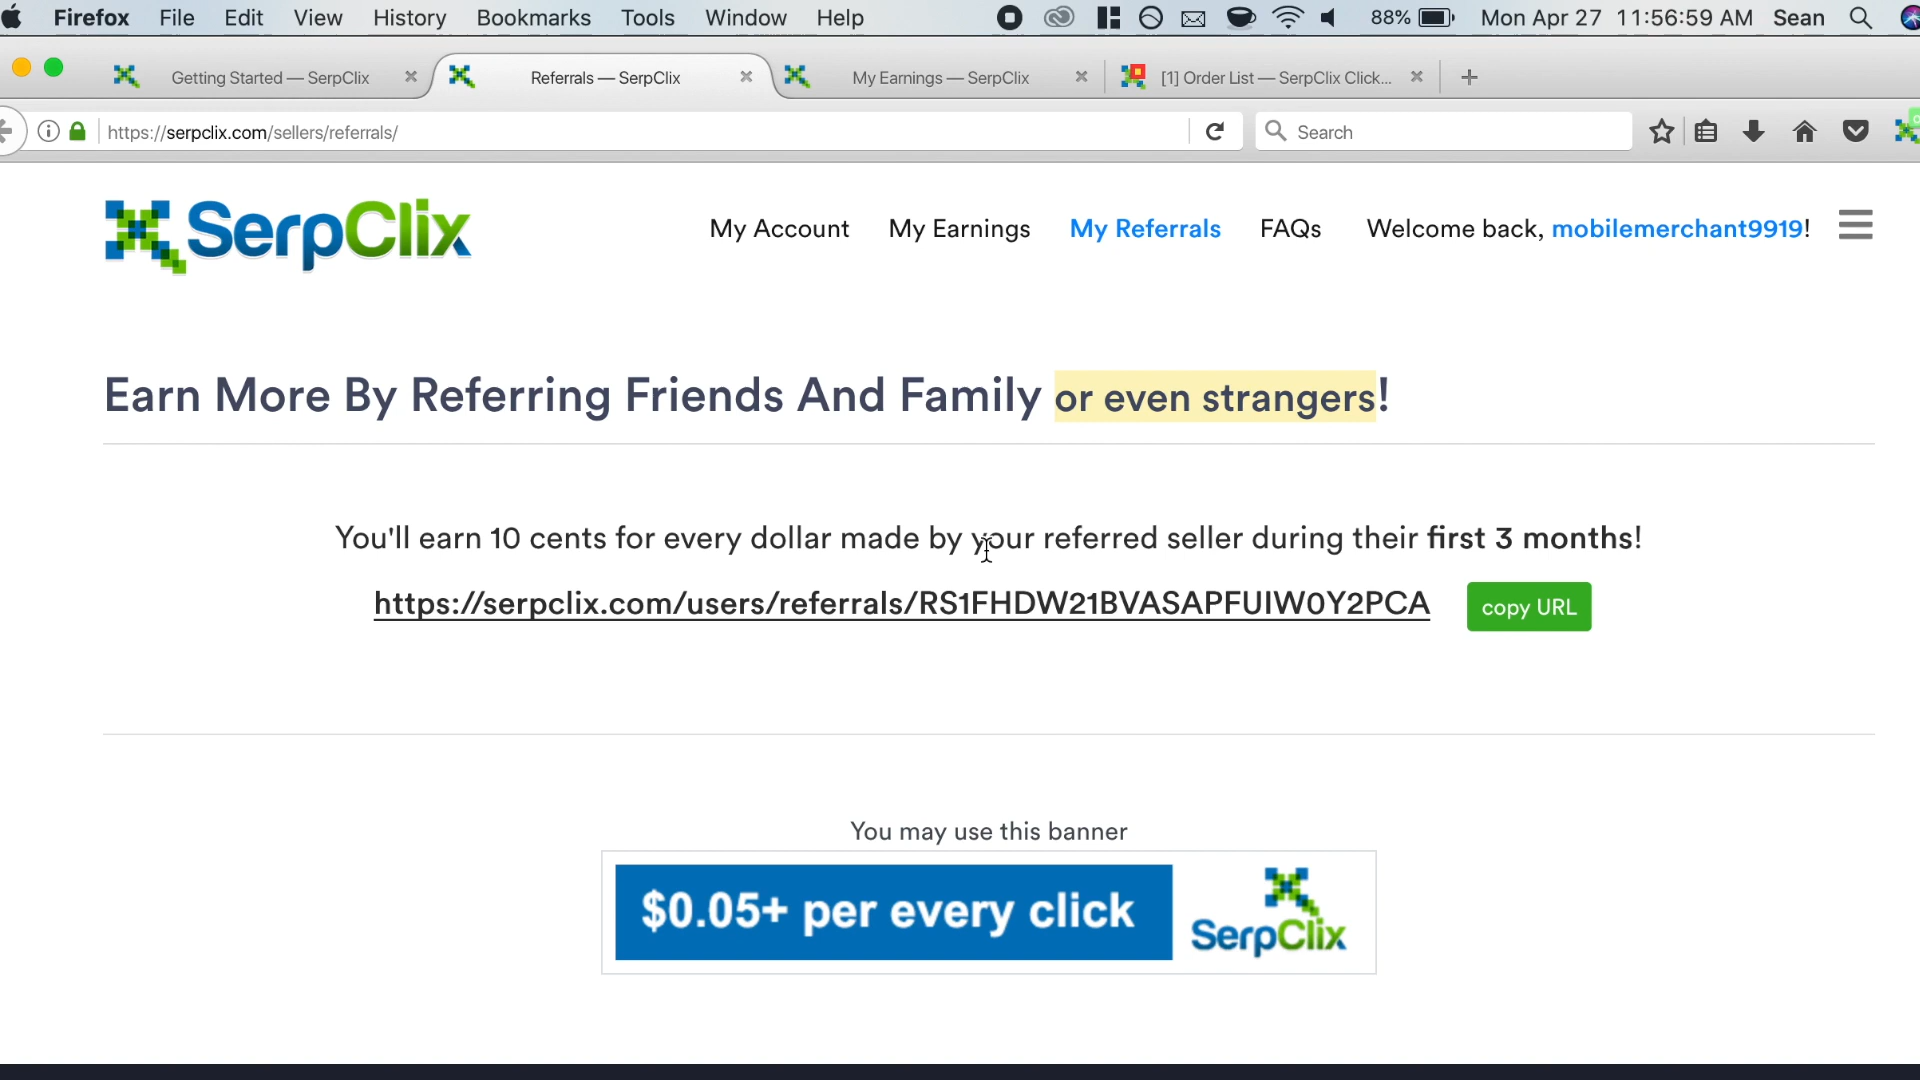 Firefox File Edit View History Bookmarks Tools Window Help 88% Mon Apr 27 11:56:59 AM Sean
Getting Started — SerpClix Referrals — SerpClix My Earnings — SerpClix [1] Order List — SerpClix Click...
https://serpclix.com/sellers/referrals/ Search
SerpClix My Account My Earnings My Referrals FAQs Welcome back, mobilemerchant9919!
Earn More By Referring Friends And Family or even strangers!
You'll earn 10 cents for every dollar made by your referred seller during their first 3 months!
https://serpclix.com/users/referrals/RS1FHDW21BVASAPFUIW0Y2PCA copy URL
You may use this banner
$0.05+ per every click SerpClix